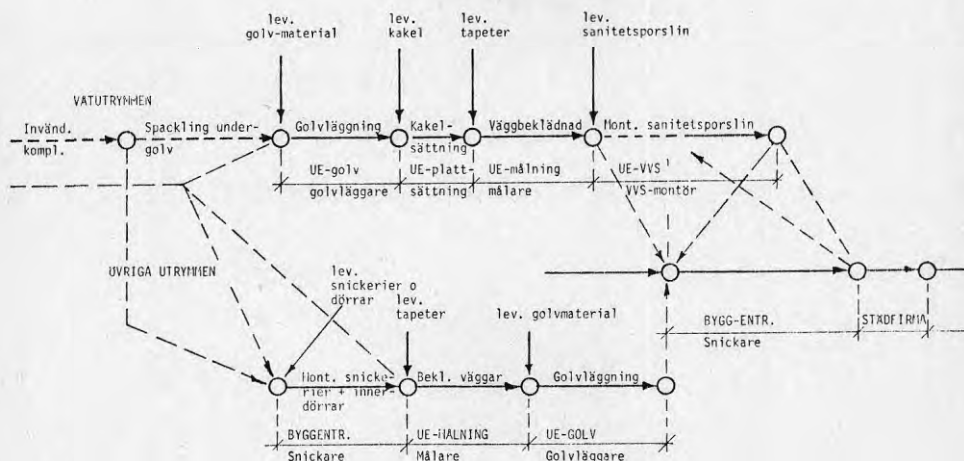 lev.
golv-material
lev.
kakel
lev.
tapeter
lev.
sanitetsporslin
VÅTUTRYMMEN
Invänd.
kompl.
Spackling under-
golv
Golvläggning
Kakel-
sättning
Väggbeklädnad
Mont. sanitetsporslin
UE-golv
golvläggare
UE-platt-
sättning
UE-målning
målare
UE-VVS
VVS-montör
ÖVRIGA UTRYMMEN
lev.
snickerier o
dörrar
lev.
tapeter
lev. golvmaterial
BYGG-ENTR.
Snickare
STÄDFIRMA
Mont. snicke-
rier + inner-
dörrar
Bekl. väggar
Golvläggning
BYGGENTR.
Snickare
UE-MÅLNING
Målare
UE-GOLV
Golvläggare